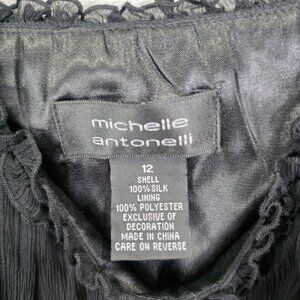 michelle
antonelli
12
SHELL
100% SILK
LINING
100% POLYESTER
EXCLUSIVE OF
DECORATION
MADE IN CHINA
CARE ON REVERSE